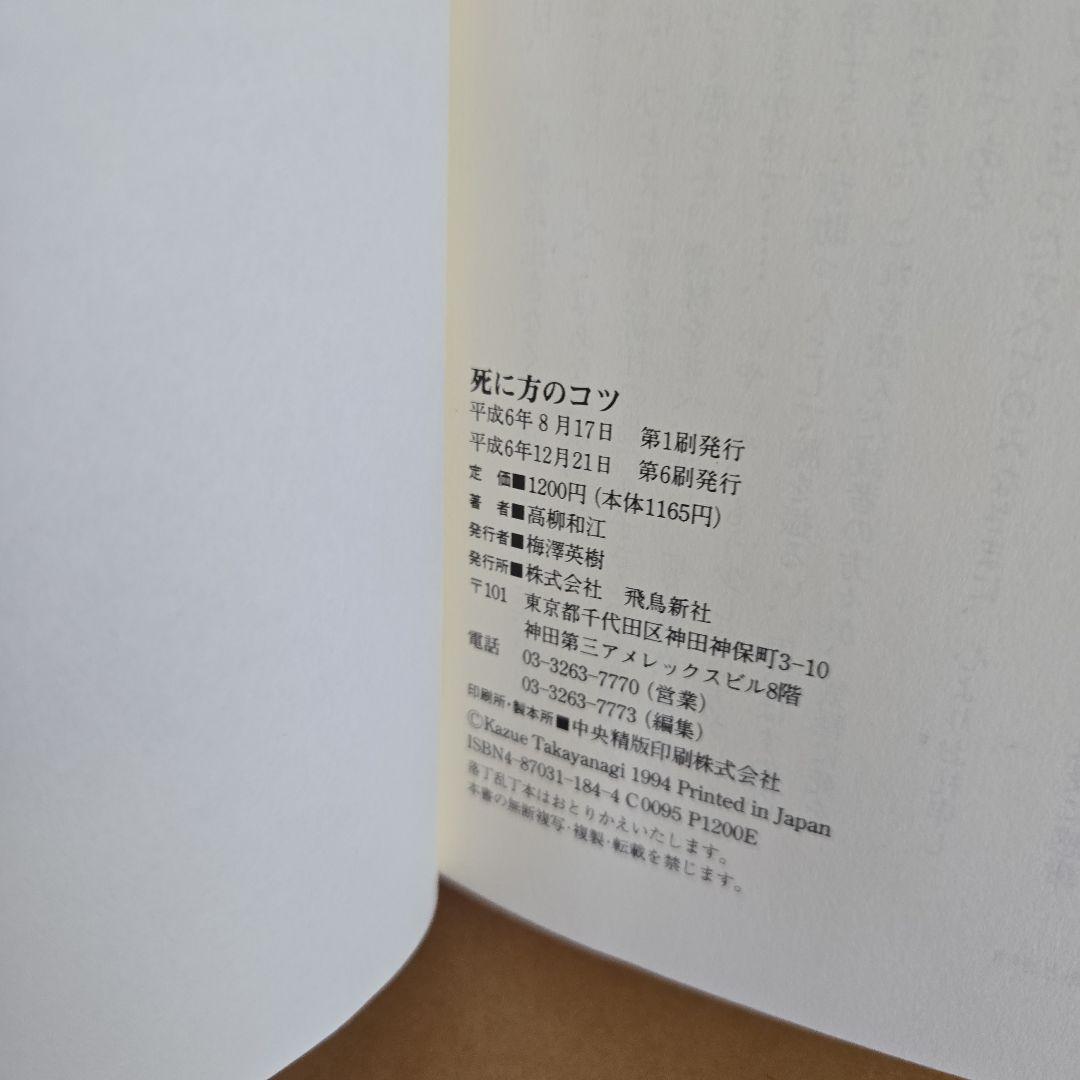 死に方のコツ
平成6年8月17日 第1刷発行
平成6年12月21日 第6刷発行
定 価■1200円(本体1165円)
著 者■高柳和江
発行者■梅澤英樹
発行所■株式会社 飛鳥新社
〒101 東京都千代田区神田神保町3-10
神田第三アメレックスビル8階
電話 03-3263-7770(営業)
03-3263-7773(編集)
印刷所・製本所■中央精版印刷株式会社
©Kazue Takayanagi 1994 Printed in Japan
ISBN4-87031-184-4 C0095 P1200E
落丁乱丁本はおとりかえいたします。
本書の無断複写・複製・転載を禁じます。